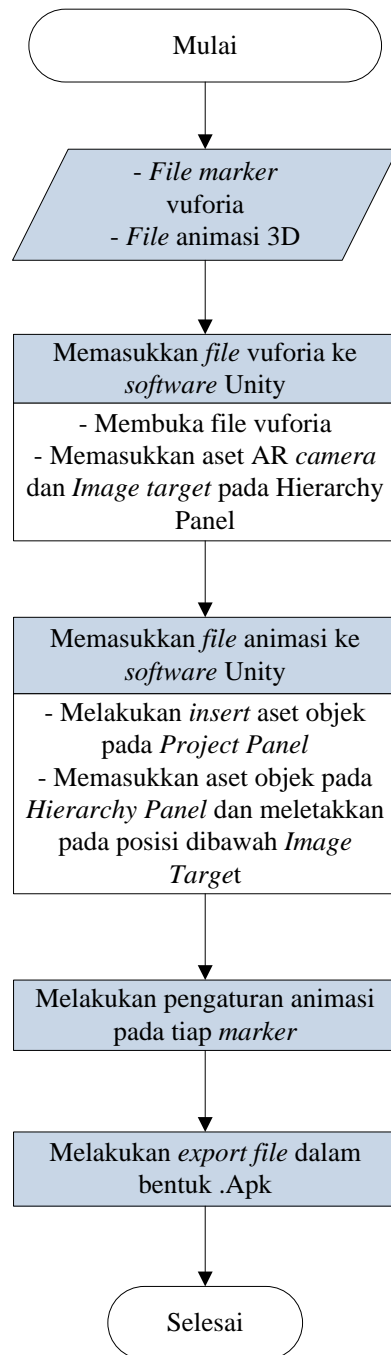 Mulai
- File marker
vuforia
- File animasi 3D
Memasukkan file vuforia ke
software Unity
- Membuka file vuforia
- Memasukkan aset AR camera
dan Image target pada Hierarchy
Panel
Memasukkan file animasi ke
software Unity
- Melakukan insert aset objek
pada Project Panel
- Memasukkan aset objek pada
Hierarchy Panel dan meletakkan
pada posisi dibawah Image
Target
Melakukan pengaturan animasi
pada tiap marker
Melakukan export file dalam
bentuk .Apk
Selesai